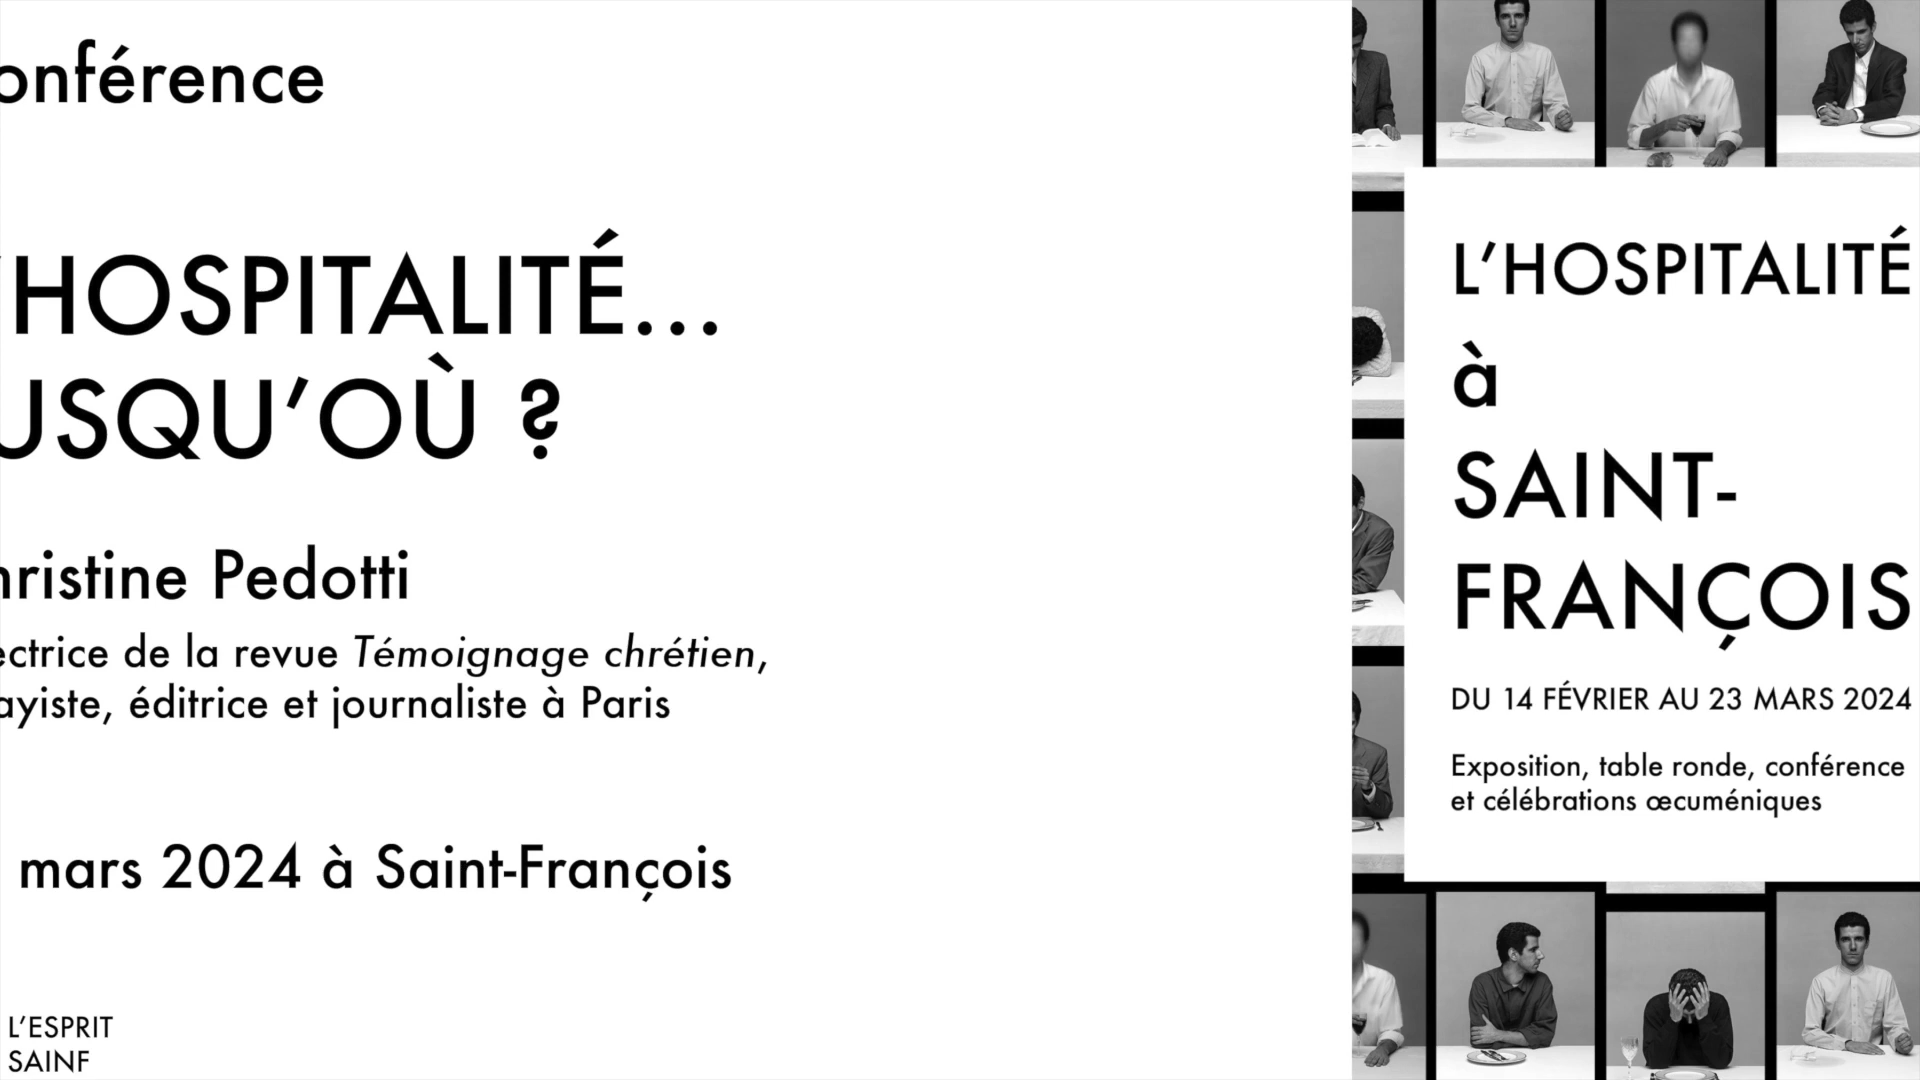 onférence
’HOSPITALITÉ...
USQU’OÙ ?
hristine Pedotti
ectrice de la revue Témoignage chrétien,
ayiste, éditrice et journaliste à Paris
mars 2024 à Saint-François
L’ESPRIT
SAINF
L’HOSPITALITÉ
à
SAINT-
FRANÇOIS
DU 14 FÉVRIER AU 23 MARS 2024
Exposition, table ronde, conférence
et célébrations œcuméniques